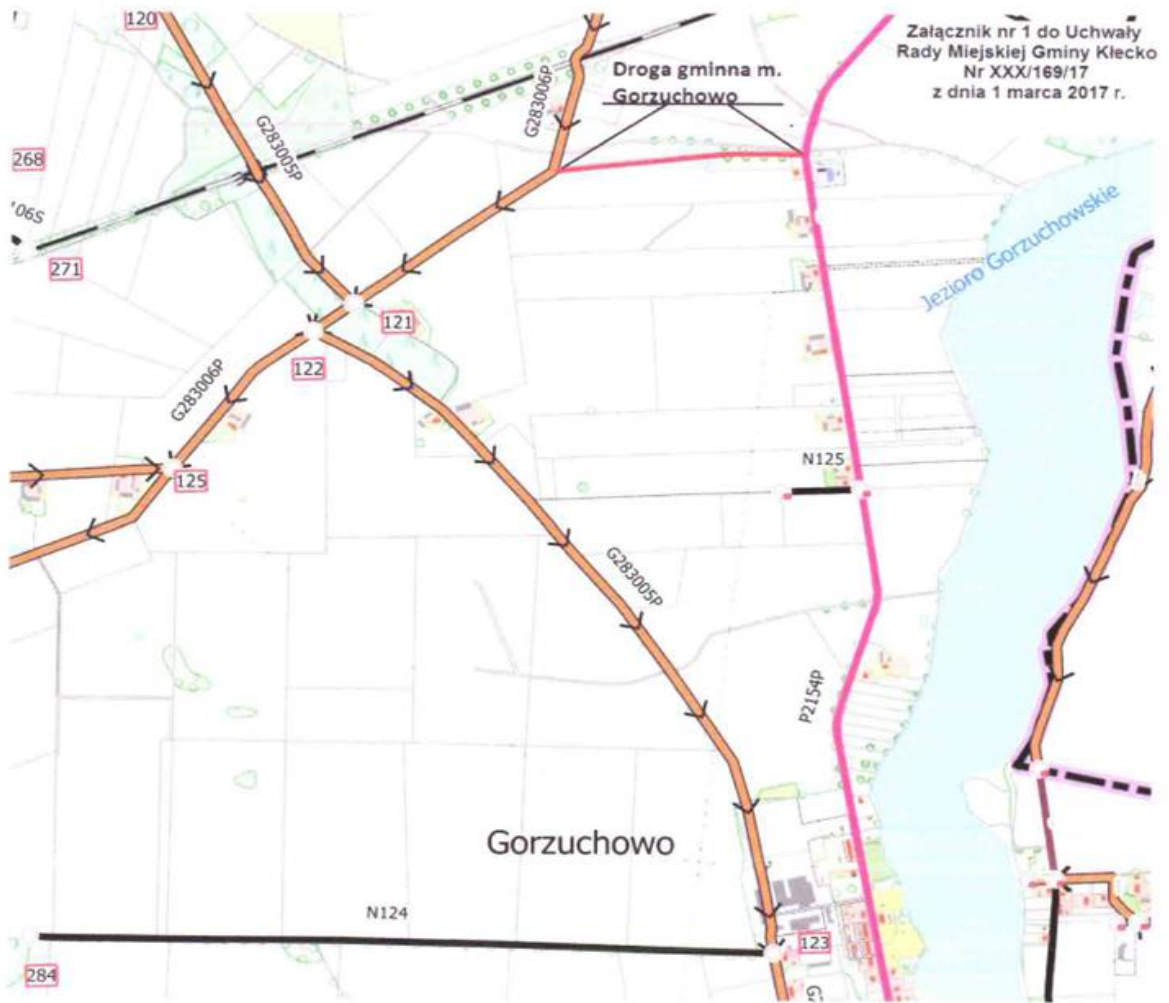 120
Załącznik nr 1 do Uchwały
Rady Miejskiej Gminy Kłecko
Nr XXX/169/17
z dnia 1 marca 2017 r.
Droga gminna m.
Gorzuchowo
G283006P
G283005P
268
106S
271
Jezioro Gorzuchowskie
121
122
G283006P
N125
125
G283005P
P2154P
Gorzuchowo
N124
123
284